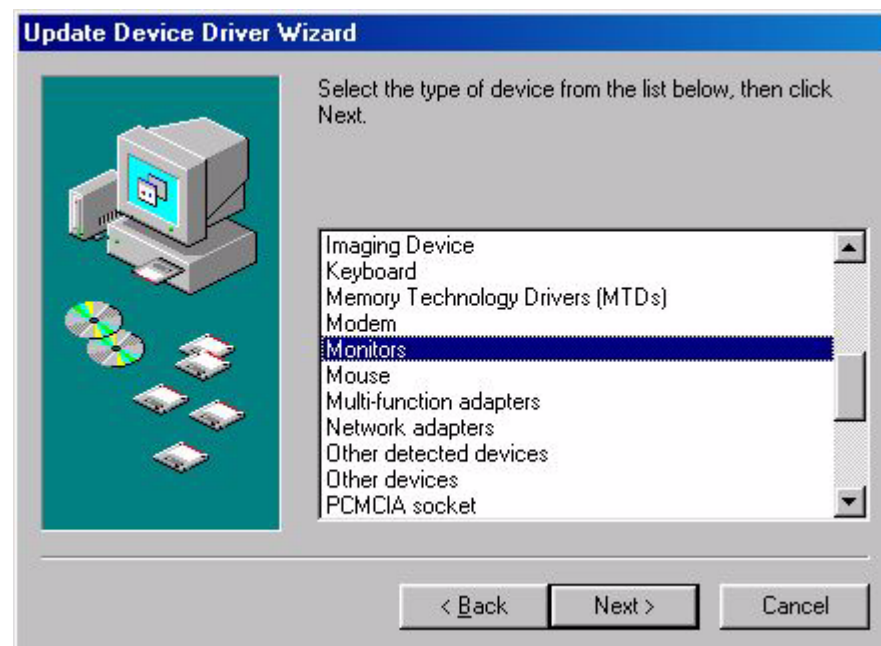 Update Device Driver Wizard
Select the type of device from the list below, then click
Next.
Imaging Device
Keyboard
Memory Technology Drivers (MTDs)
Modem
Monitors
Mouse
Multi-function adapters
Network adapters
Other detected devices
Other devices
PCMCIA socket
< Back
Next >
Cancel